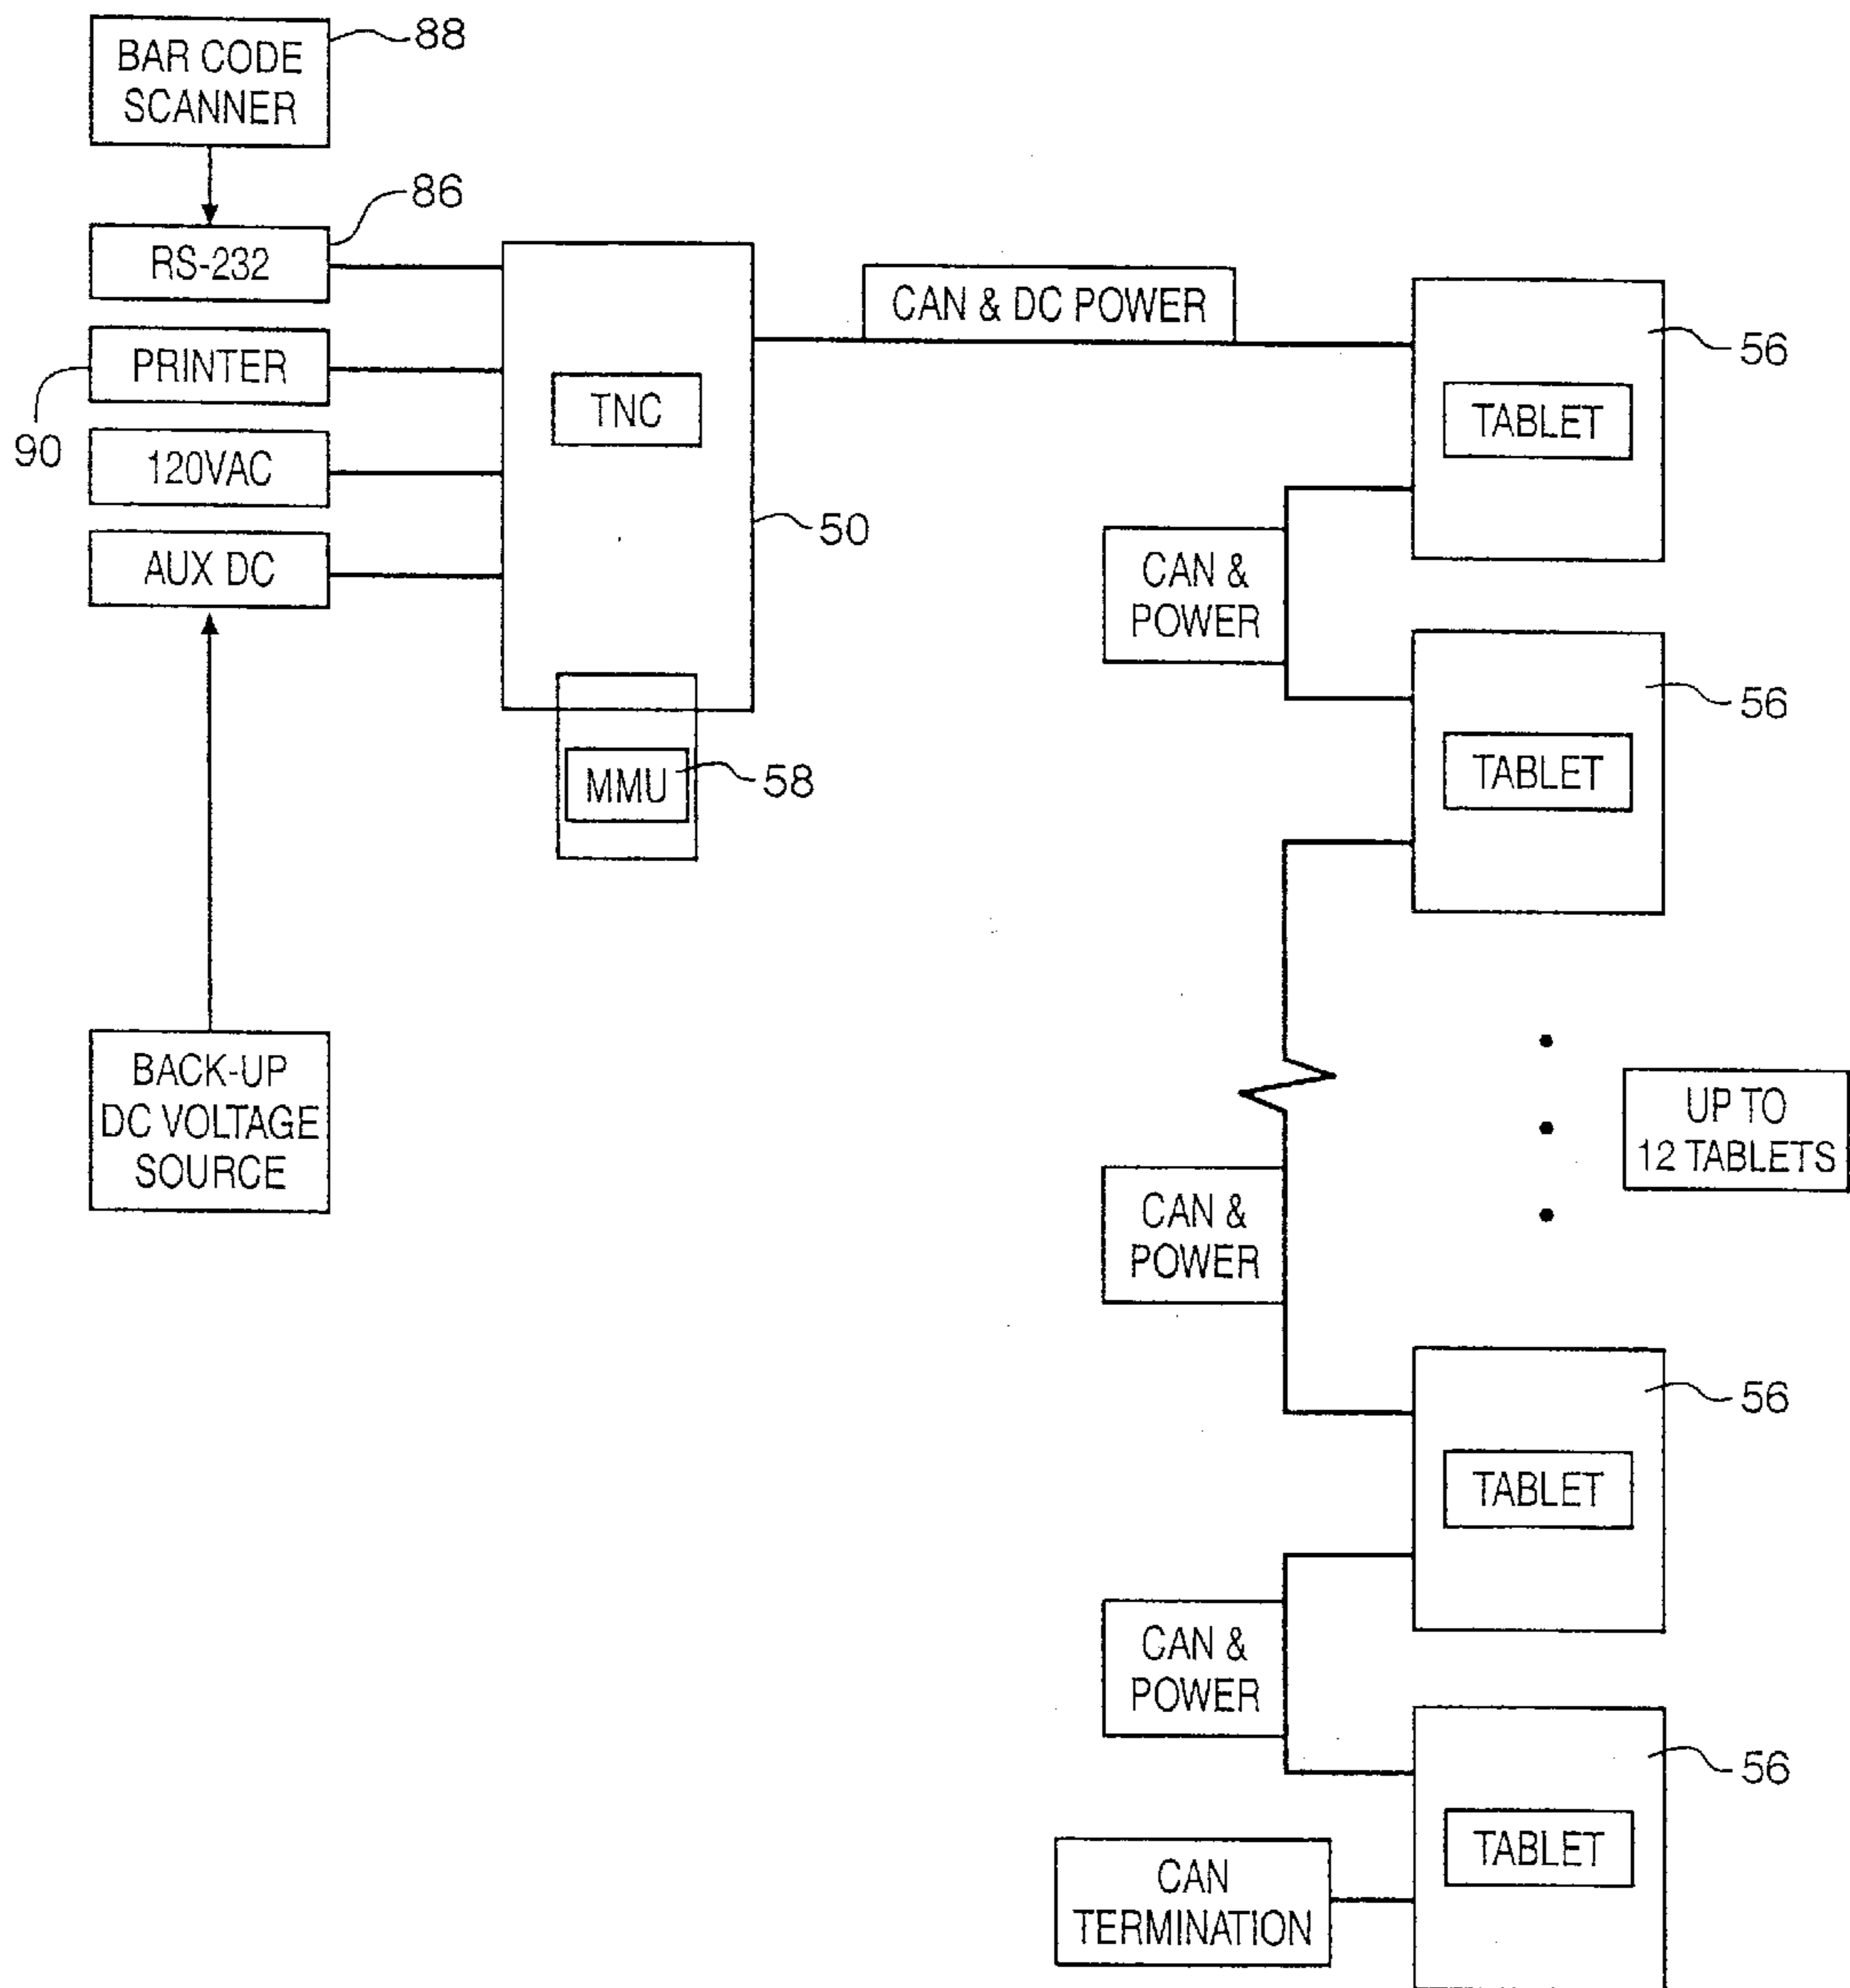 BAR CODE
SCANNER
88
RS-232
86
PRINTER
90
120VAC
AUX DC
BACK-UP
DC VOLTAGE
SOURCE
TNC
50
MMU
58
CAN & DC POWER
TABLET
56
CAN &
POWER
TABLET
56
UP TO
12 TABLETS
CAN &
POWER
TABLET
56
CAN &
POWER
TABLET
56
CAN
TERMINATION